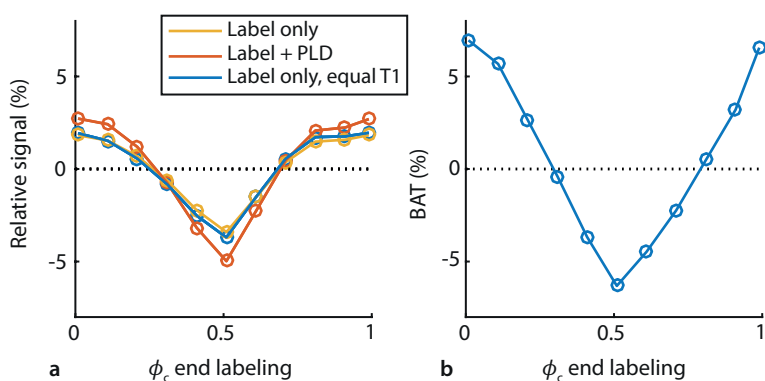 Label only
Label + PLD
Label only, equal T1
Relative signal (%)
5
0
-5
0
0.5
1
a
ϕc end labeling
BAT (%)
5
0
-5
0
0.5
1
b
ϕc end labeling